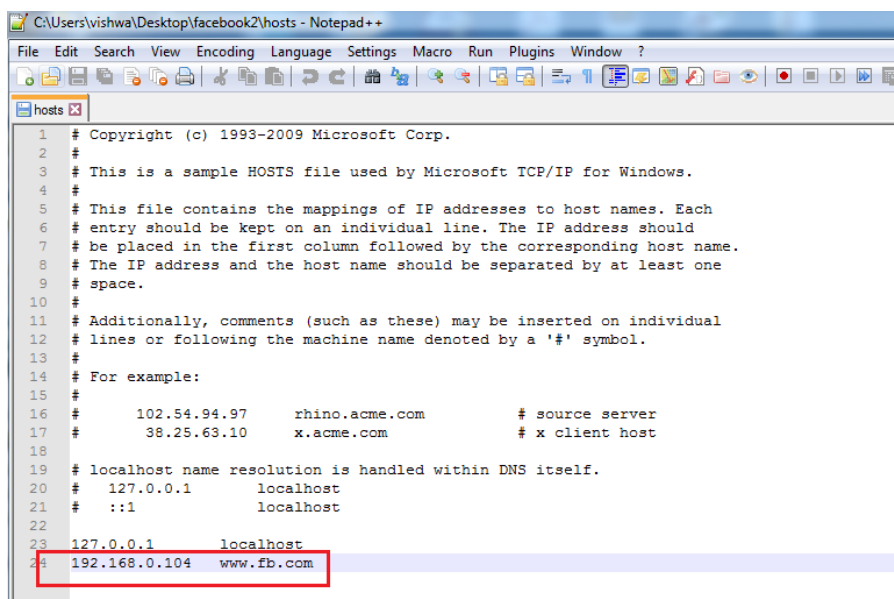 C:\Users\vishwa\Desktop\facebook2\hosts - Notepad++
File Edit Search View Encoding Language Settings Macro Run Plugins Window ?
hosts
1 # Copyright (c) 1993-2009 Microsoft Corp.
2 #
3 # This is a sample HOSTS file used by Microsoft TCP/IP for Windows.
4 #
5 # This file contains the mappings of IP addresses to host names. Each
6 # entry should be kept on an individual line. The IP address should
7 # be placed in the first column followed by the corresponding host name.
8 # The IP address and the host name should be separated by at least one
9 # space.
10 #
11 # Additionally, comments (such as these) may be inserted on individual
12 # lines or following the machine name denoted by a '#' symbol.
13 #
14 # For example:
15 #
16 # 102.54.94.97 rhino.acme.com # source server
17 # 38.25.63.10 x.acme.com # x client host
18
19 # localhost name resolution is handled within DNS itself.
20 # 127.0.0.1 localhost
21 # ::1 localhost
22
23 127.0.0.1 localhost
24 192.168.0.104 www.fb.com